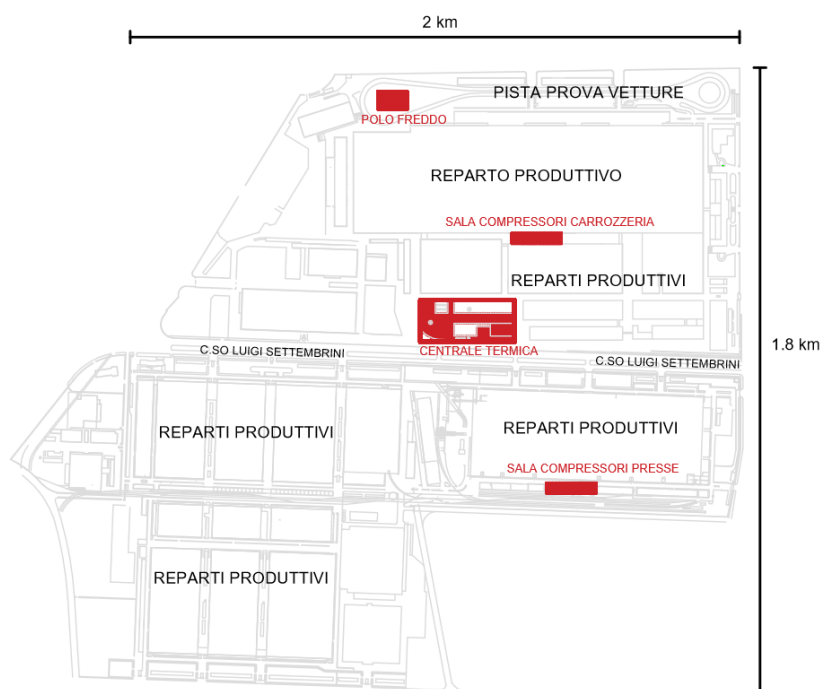 2 km
PISTA PROVA VETTURE
POLO FREDDO
REPARTO PRODUTTIVO
SALA COMPRESSORI CARROZZERIA
REPARTI PRODUTTIVI
CENTRALE TERMICA
1.8 km
C.SO LUIGI SETTEMBRINI
C.SO LUIGI SETTEMBRINI
REPARTI PRODUTTIVI
REPARTI PRODUTTIVI
SALA COMPRESSORI PRESSE
REPARTI PRODUTTIVI